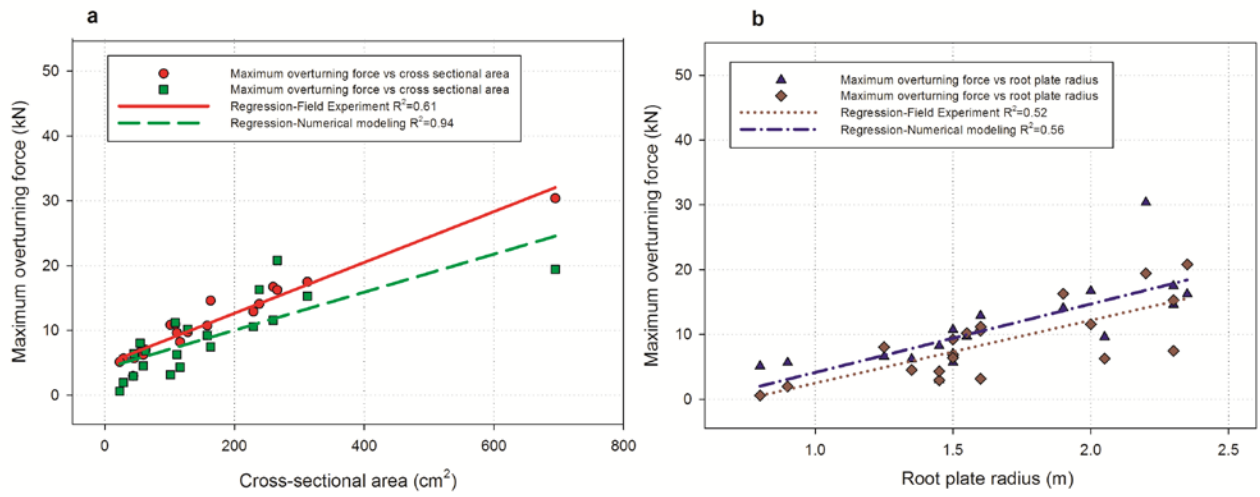 a
Maximum overturning force (kN)
50
40
30
20
10
0
Maximum overturning force vs cross sectional area
Maximum overturning force vs cross sectional area
Regression-Field Experiment R²=0.61
Regression-Numerical modeling R²=0.94
0
200
400
600
800
Cross-sectional area (cm²)
b
Maximum overturning force (kN)
50
40
30
20
10
0
Maximum overturning force vs root plate radius
Maximum overturning force vs root plate radius
Regression-Field Experiment R²=0.52
Regression-Numerical modeling R²=0.56
1.0
1.5
2.0
2.5
Root plate radius (m)